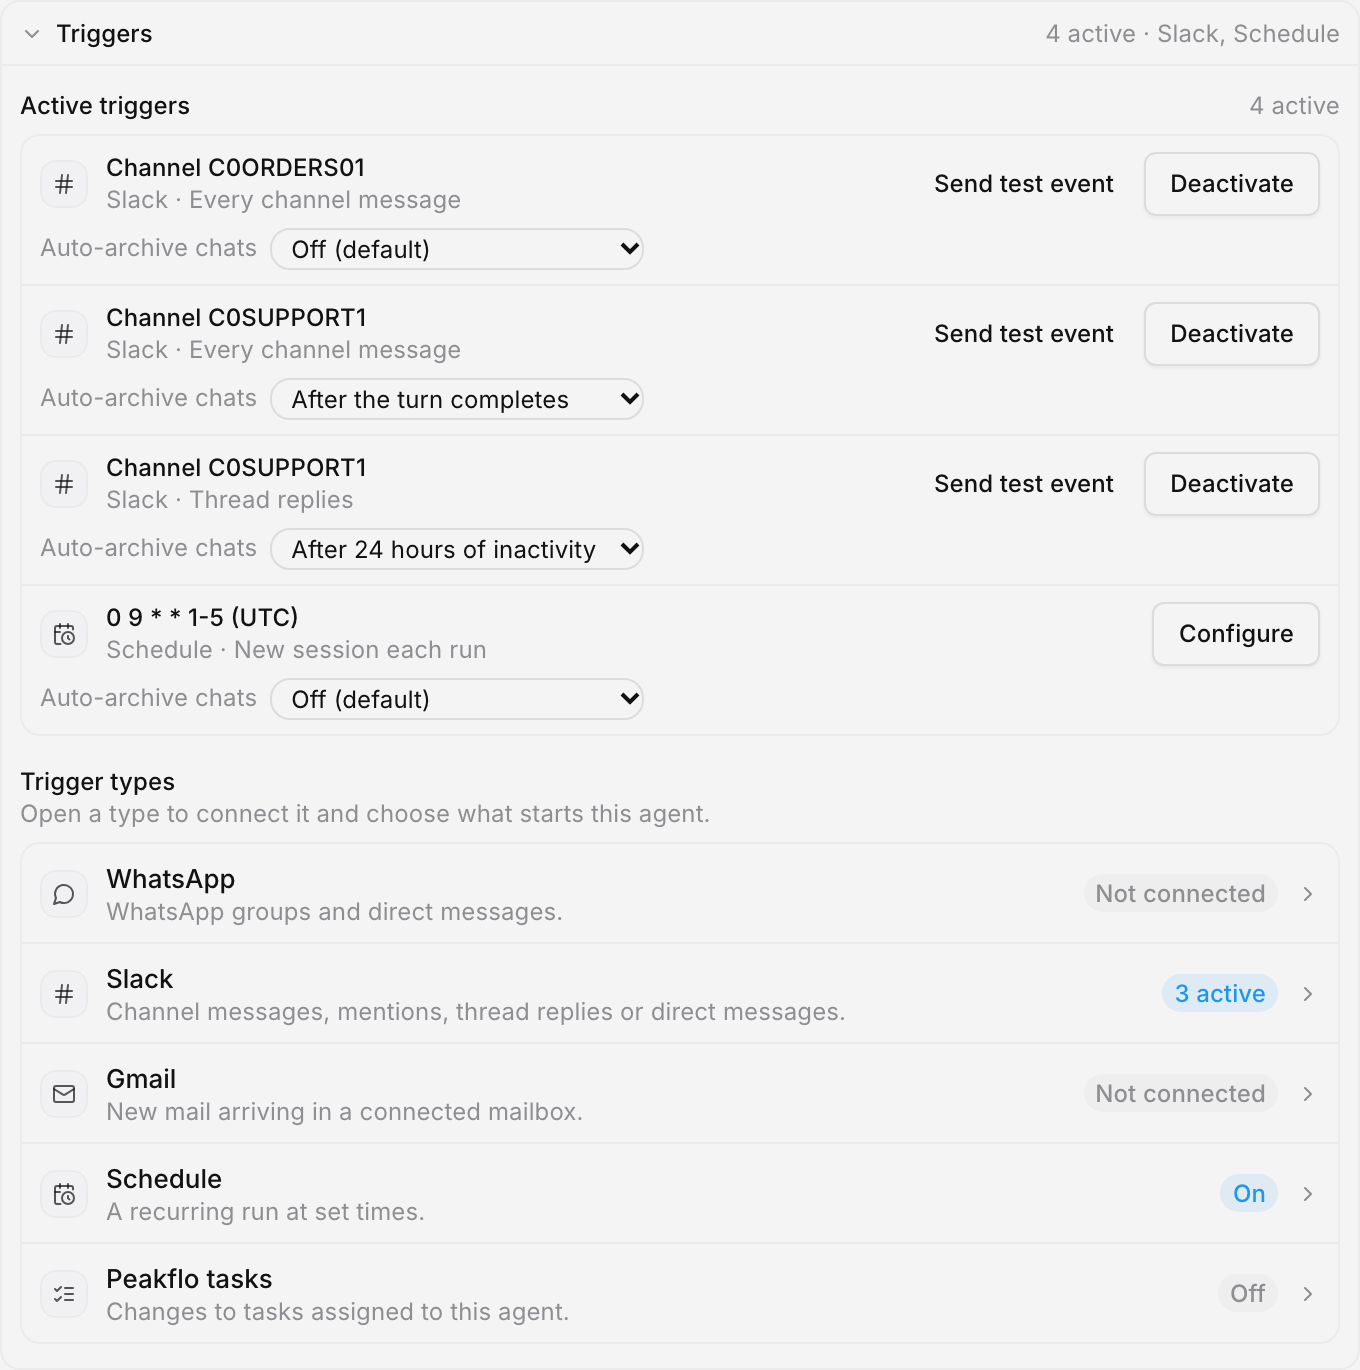 Triggers
4 active · Slack, Schedule
Active triggers
4 active
Channel C0ORDERS01
Slack · Every channel message
Send test event
Deactivate
Auto-archive chats
Off (default)
Channel C0SUPPORT1
Slack · Every channel message
Send test event
Deactivate
Auto-archive chats
After the turn completes
Channel C0SUPPORT1
Slack · Thread replies
Send test event
Deactivate
Auto-archive chats
After 24 hours of inactivity
0 9 * * 1-5 (UTC)
Schedule · New session each run
Configure
Auto-archive chats
Off (default)
Trigger types
Open a type to connect it and choose what starts this agent.
WhatsApp
WhatsApp groups and direct messages.
Not connected
Slack
Channel messages, mentions, thread replies or direct messages.
3 active
Gmail
New mail arriving in a connected mailbox.
Not connected
Schedule
A recurring run at set times.
On
Peakflo tasks
Changes to tasks assigned to this agent.
Off